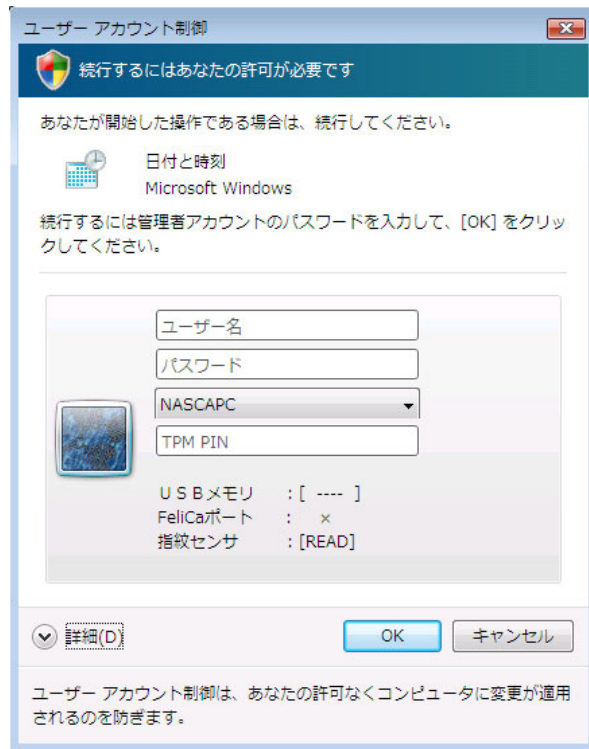 ユーザー アカウント制御
続行するにはあなたの許可が必要です
あなたが開始した操作である場合は、続行してください。
日付と時刻
Microsoft Windows
続行するには管理者アカウントのパスワードを入力して、[OK] をクリッ
クしてください。
ユーザー名
パスワード
NASCAPC
TPM PIN
ＵＳＢメモリ :[ ---- ]
FeliCaポート : ×
指紋センサ :[READ]
詳細(D)
OK
キャンセル
ユーザー アカウント制御は、あなたの許可なくコンピュータに変更が適用
されるのを防ぎます。